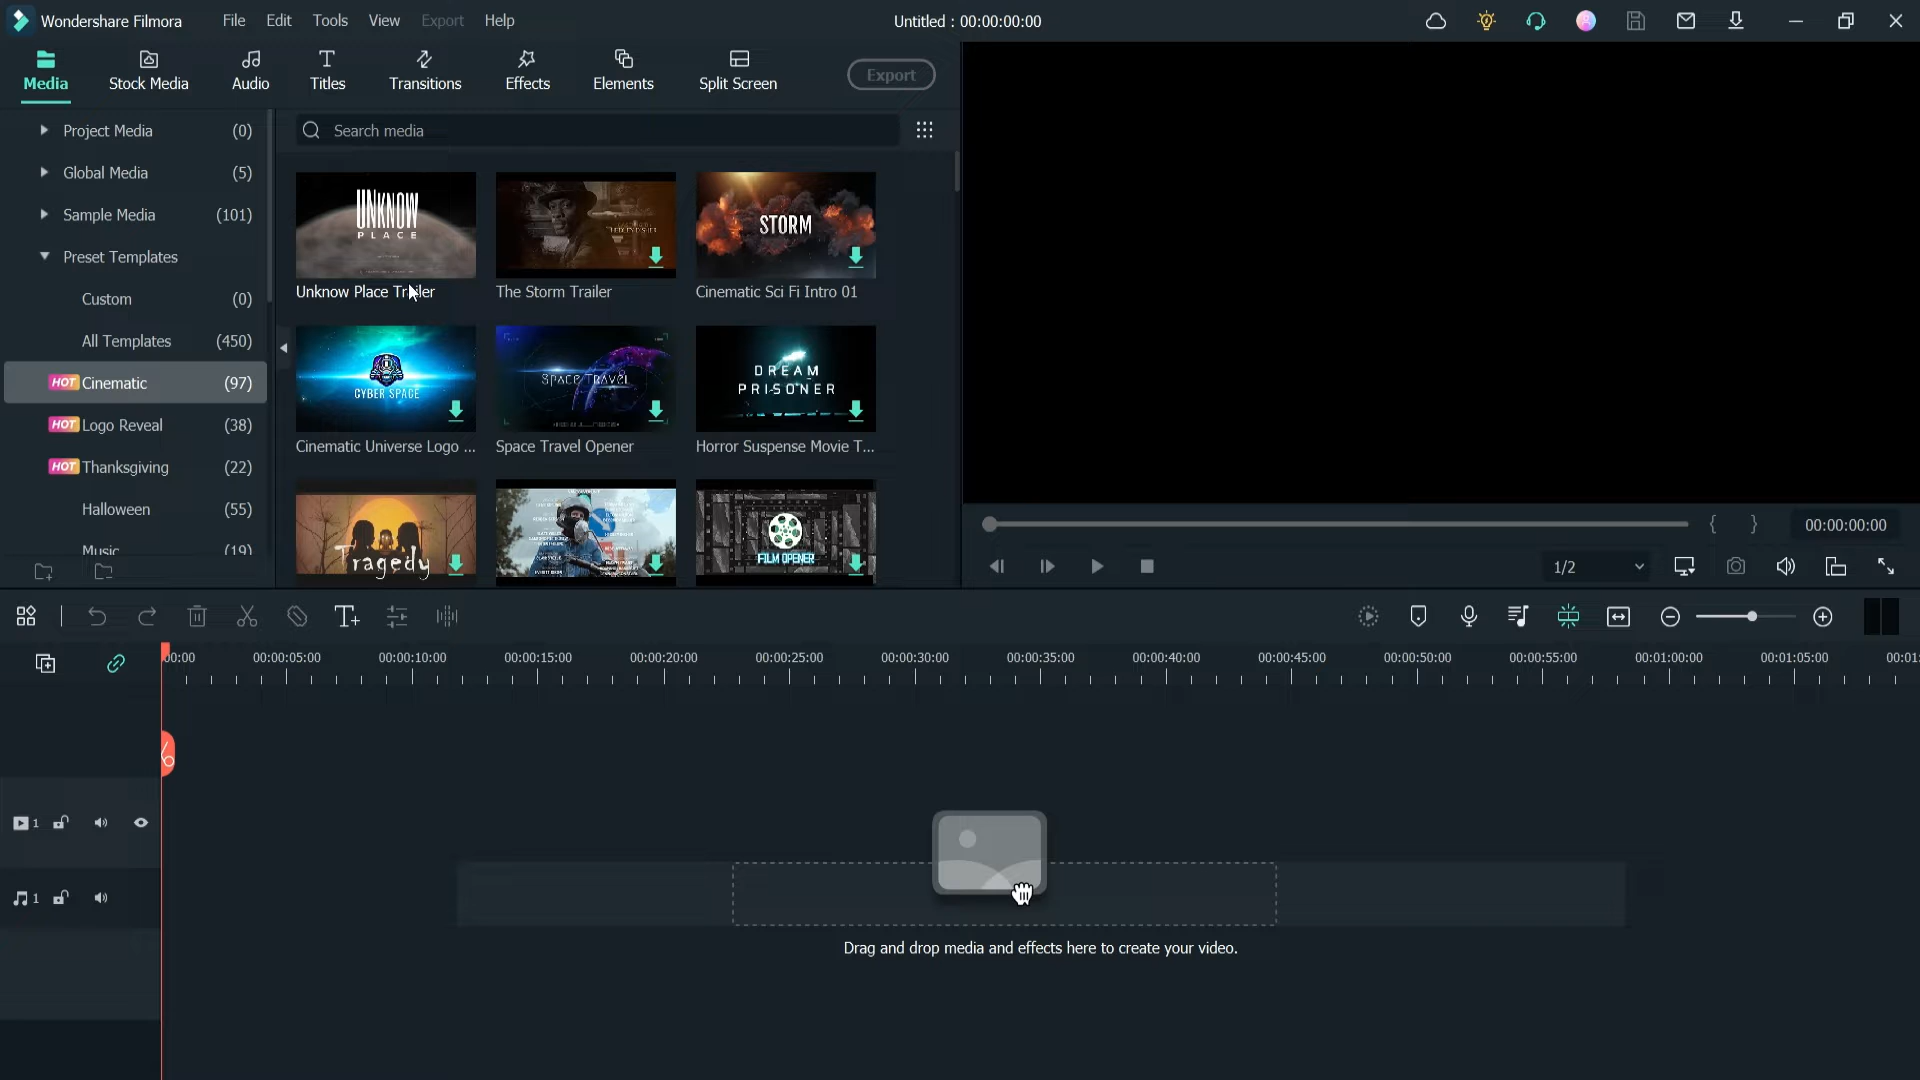 Wondershare Filmora
File Edit Tools View Export Help
Untitled : 00:00:00:00
Media Stock Media Audio Titles Transitions Effects Elements Split Screen
Export
Project Media (0)
Global Media (5)
Sample Media (101)
Preset Templates
Custom (0)
All Templates (450)
HOT Cinematic (97)
HOT Logo Reveal (38)
HOT Thanksgiving (22)
Halloween (55)
Music (19)
Search media
UNKNOW
PLACE
STORM
Unknow Place Trailer
The Storm Trailer
Cinematic Sci Fi Intro 01
CYBER SPACE
SPACE TRAVEL
DREAM
PRISONER
Cinematic Universe Logo ...
Space Travel Opener
Horror Suspense Movie T...
Tragedy
FILM OPENER
{ }
00:00:00:00
1/2
00:00
00:00:05:00
00:00:10:00
00:00:15:00
00:00:20:00
00:00:25:00
00:00:30:00
00:00:35:00
00:00:40:00
00:00:45:00
00:00:50:00
00:00:55:00
00:01:00:00
00:01:05:00
00:01:
1
1
Drag and drop media and effects here to create your video.